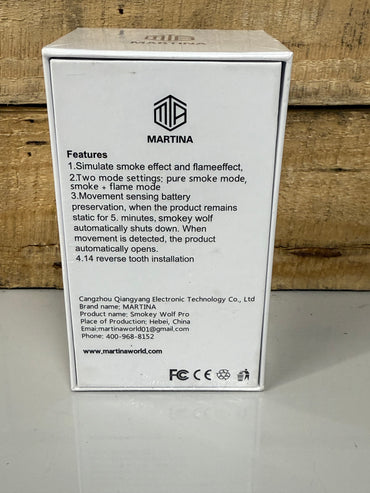 MARTINA
MARTINA
Features
1.Simulate smoke effect and flameeffect,
2.Two mode settings: pure smoke mode,
smoke + flame mode
3.Movement sensing battery
preservation, when the product remains
static for 5. minutes, smokey wolf
automatically shuts down. When
movement is detected, the product
automatically opens.
4.14 reverse tooth installation
Cangzhou Qiangyang Electronic Technology Co., Ltd
Brand name: MARTINA
Product name: Smokey Wolf Pro
Place of Production: Hebei, China
Emai;martinaworld01@gmail.com
Phone: 400-968-8152
www.martinaworld.com
FC CE